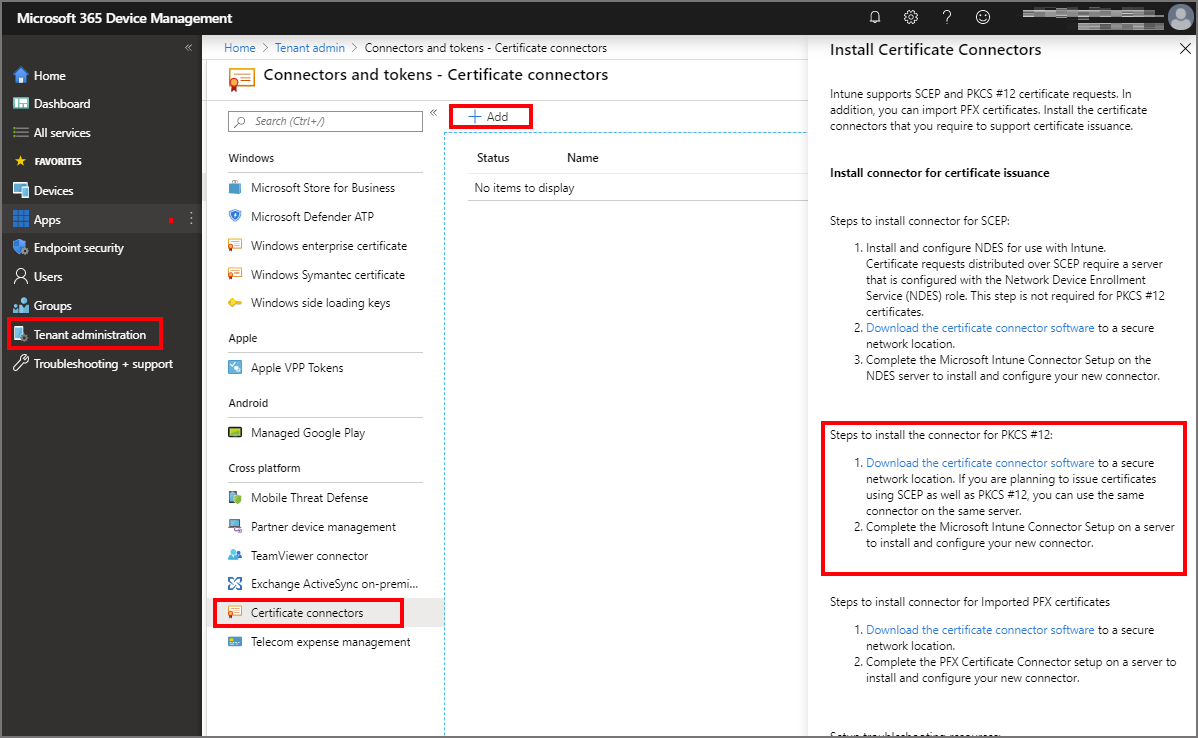 Microsoft 365 Device Management
Home
Dashboard
All services
FAVORITES
Devices
Apps
Endpoint security
Users
Groups
Tenant administration
Troubleshooting + support
Home > Tenant admin > Connectors and tokens - Certificate connectors
Connectors and tokens - Certificate connectors
Search (Ctrl+/)
Windows
Microsoft Store for Business
Microsoft Defender ATP
Windows enterprise certificate
Windows Symantec certificate
Windows side loading keys
Apple
Apple VPP Tokens
Android
Managed Google Play
Cross platform
Mobile Threat Defense
Partner device management
TeamViewer connector
Exchange ActiveSync on-premi...
Certificate connectors
Telecom expense management
+ Add
Status Name
No items to display
Install Certificate Connectors
Intune supports SCEP and PKCS #12 certificate requests. In
addition, you can import PFX certificates. Install the certificate
connectors that you require to support certificate issuance.
Install connector for certificate issuance
Steps to install connector for SCEP:
1. Install and configure NDES for use with Intune.
Certificate requests distributed over SCEP require a server
that is configured with the Network Device Enrollment
Service (NDES) role. This step is not required for PKCS #12
certificates.
2. Download the certificate connector software to a secure
network location.
3. Complete the Microsoft Intune Connector Setup on the
NDES server to install and configure your new connector.
Steps to install the connector for PKCS #12:
1. Download the certificate connector software to a secure
network location. If you are planning to issue certificates
using SCEP as well as PKCS #12, you can use the same
connector on the same server.
2. Complete the Microsoft Intune Connector Setup on a server
to install and configure your new connector.
Steps to install connector for Imported PFX certificates
1. Download the certificate connector software to a secure
network location.
2. Complete the PFX Certificate Connector setup on a server to
install and configure your new connector.
Setup troubleshooting resources: